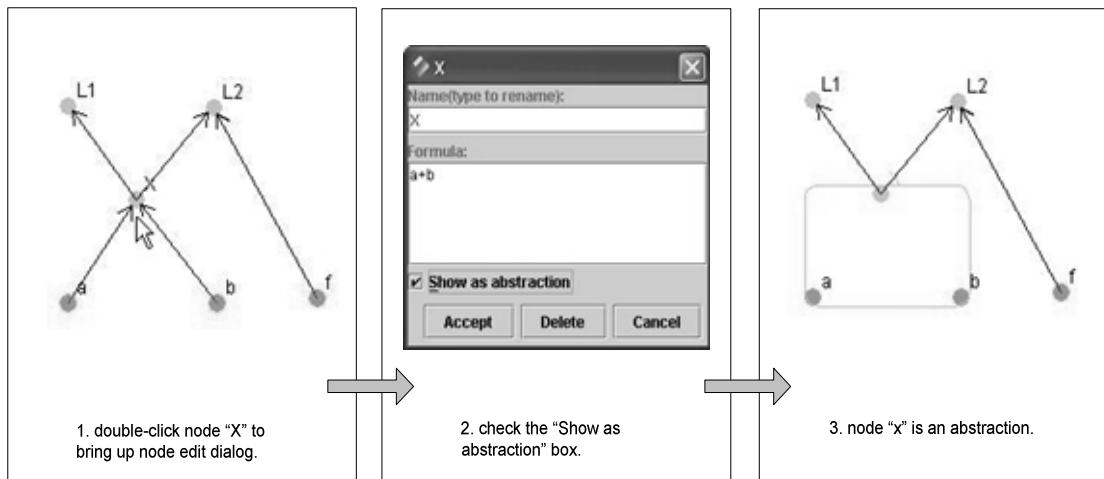 L1
L2
X
a
b
f
1. double-click node “X” to
bring up node edit dialog.
X
Name(type to rename):
X
Formula:
a+b
Show as abstraction
Accept
Delete
Cancel
2. check the “Show as
abstraction” box.
L1
L2
X
a
b
f
3. node “x” is an abstraction.